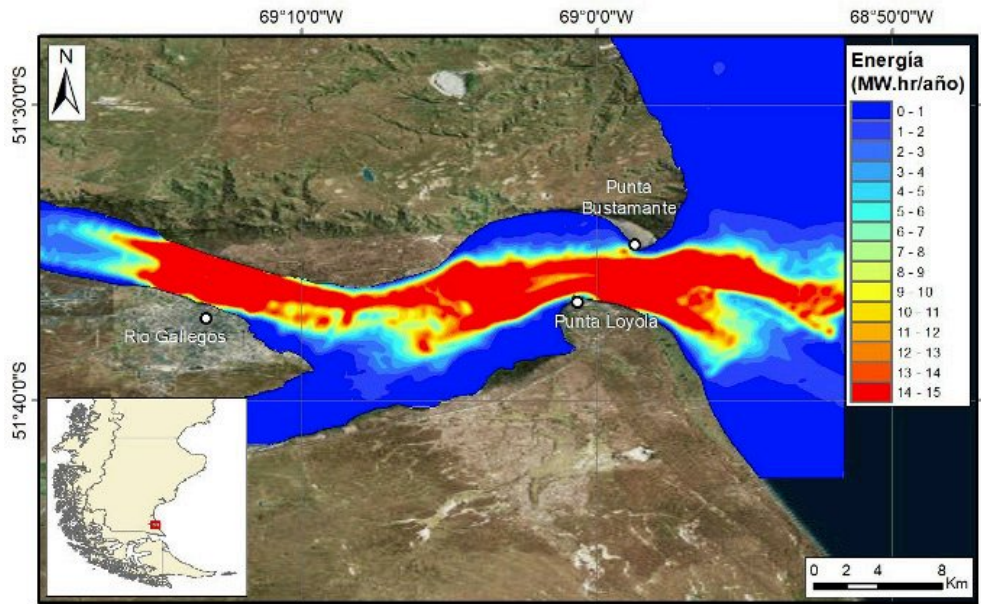 69°10'0"W
69°0'0"W
68°50'0"W
N
51°30'0"S
51°40'0"S
Energía
(MW.hr/año)
0 - 1
1 - 2
2 - 3
3 - 4
4 - 5
5 - 6
6 - 7
7 - 8
8 - 9
9 - 10
10 - 11
11 - 12
12 - 13
13 - 14
14 - 15
Punta
Bustamante
Punta Loyola
Rio Gallegos
0 2 4 8
Km